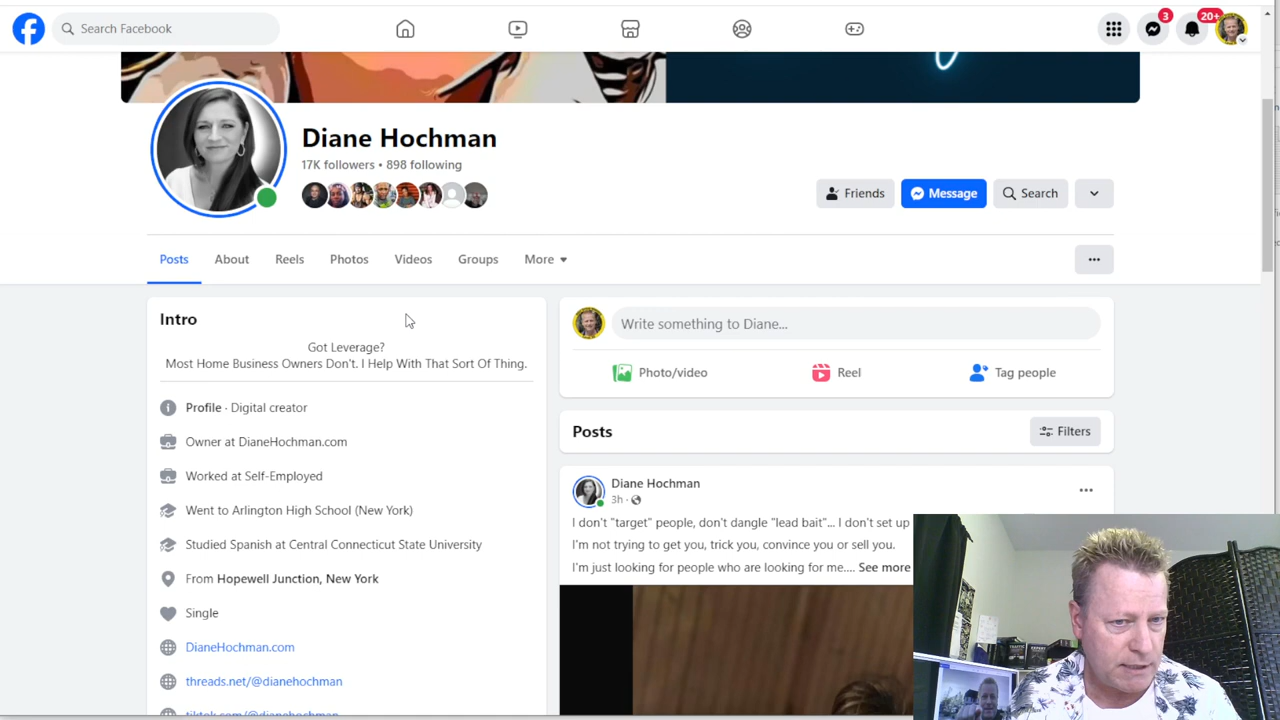 Search Facebook
3
20+
Diane Hochman
17K followers • 898 following
Friends
Message
Search
Posts
About
Reels
Photos
Videos
Groups
More
Intro
Got Leverage?
Most Home Business Owners Don't. I Help With That Sort Of Thing.
Profile · Digital creator
Owner at DianeHochman.com
Worked at Self-Employed
Went to Arlington High School (New York)
Studied Spanish at Central Connecticut State University
From Hopewell Junction, New York
Single
DianeHochman.com
threads.net/@dianehochman
tiktok.com/@dianehochman
Write something to Diane...
Photo/video
Reel
Tag people
Posts
Filters
Diane Hochman
3h ·
I don't "target" people, don't dangle "lead bait"... I don't set up
I'm not trying to get you, trick you, convince you or sell you.
I'm just looking for people who are looking for me.... See more